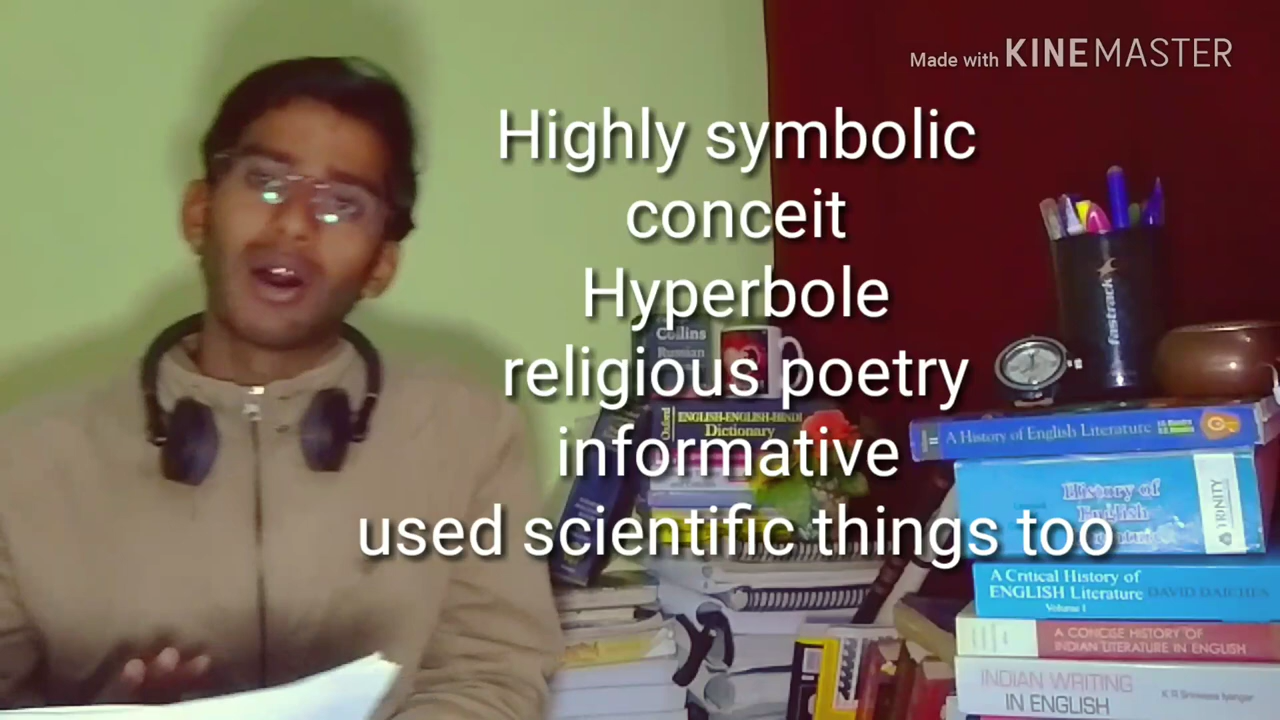 Made with KINEMASTER
Highly symbolic
conceit
Hyperbole
religious poetry
informative
used scientific things too
Collins
Russian
Oxford
ENGLISH-ENGLISH-HINDI
Dictionary
fastrack
II A History of English Literature
History of
English
TRINITY
A Critical History of
ENGLISH Literature DAVID DAICHES
Volume I
A CONCISE HISTORY OF
INDIAN LITERATURE IN ENGLISH
INDIAN WRITING
IN ENGLISH
K R Srinivasa Iyengar